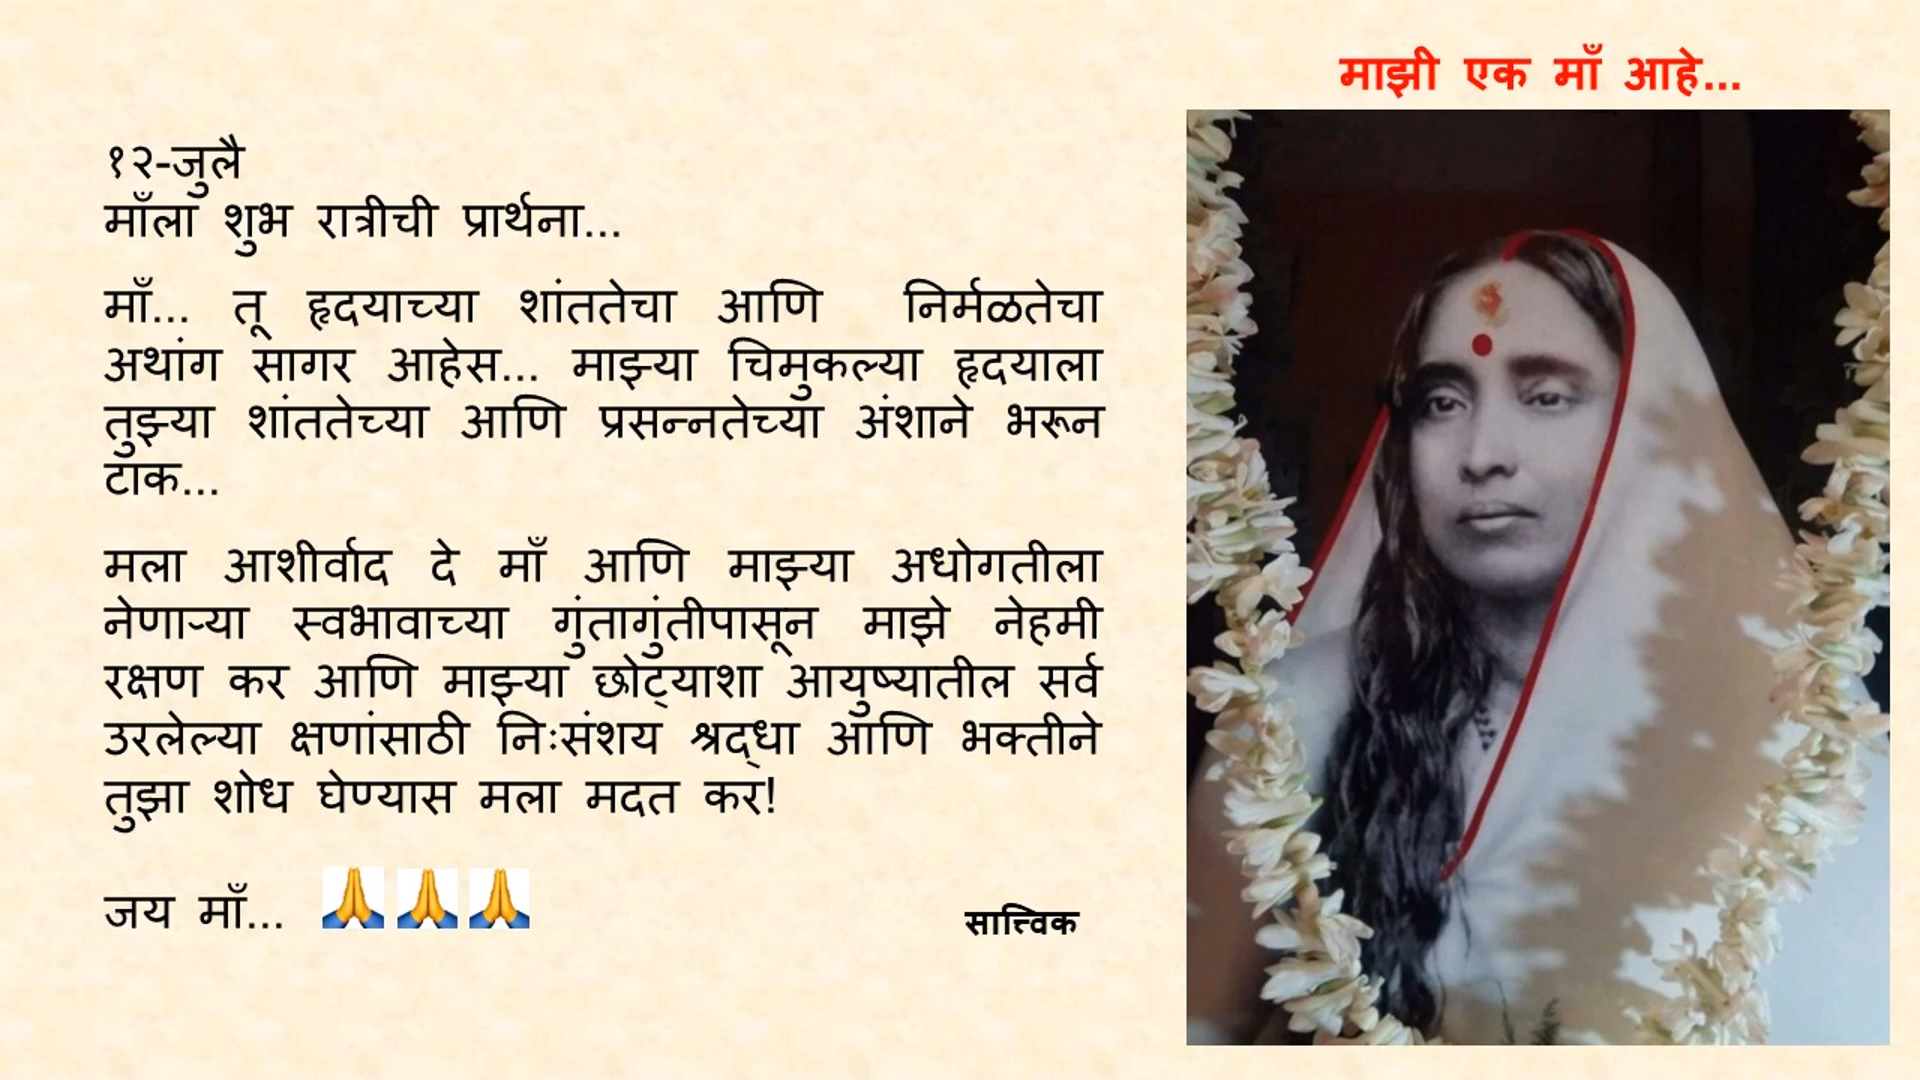 माझी एक माँ आहे...
१२-जुलै
माँला शुभ रात्रीची प्रार्थना...
माँ... तू हृदयाच्या शांततेचा आणि निर्मळतेचा
अथांग सागर आहेस... माझ्या चिमुकल्या हृदयाला
तुझ्या शांततेच्या आणि प्रसन्नतेच्या अंशाने भरून
टाक...
मला आशीर्वाद दे माँ आणि माझ्या अधोगतीला
नेणाऱ्या स्वभावाच्या गुंतागुंतीपासून माझे नेहमी
रक्षण कर आणि माझ्या छोट्याशा आयुष्यातील सर्व
उरलेल्या क्षणांसाठी निःसंशय श्रद्धा आणि भक्तीने
तुझा शोध घेण्यास मला मदत कर!
जय माँ... 🙏🙏🙏
सात्त्विक